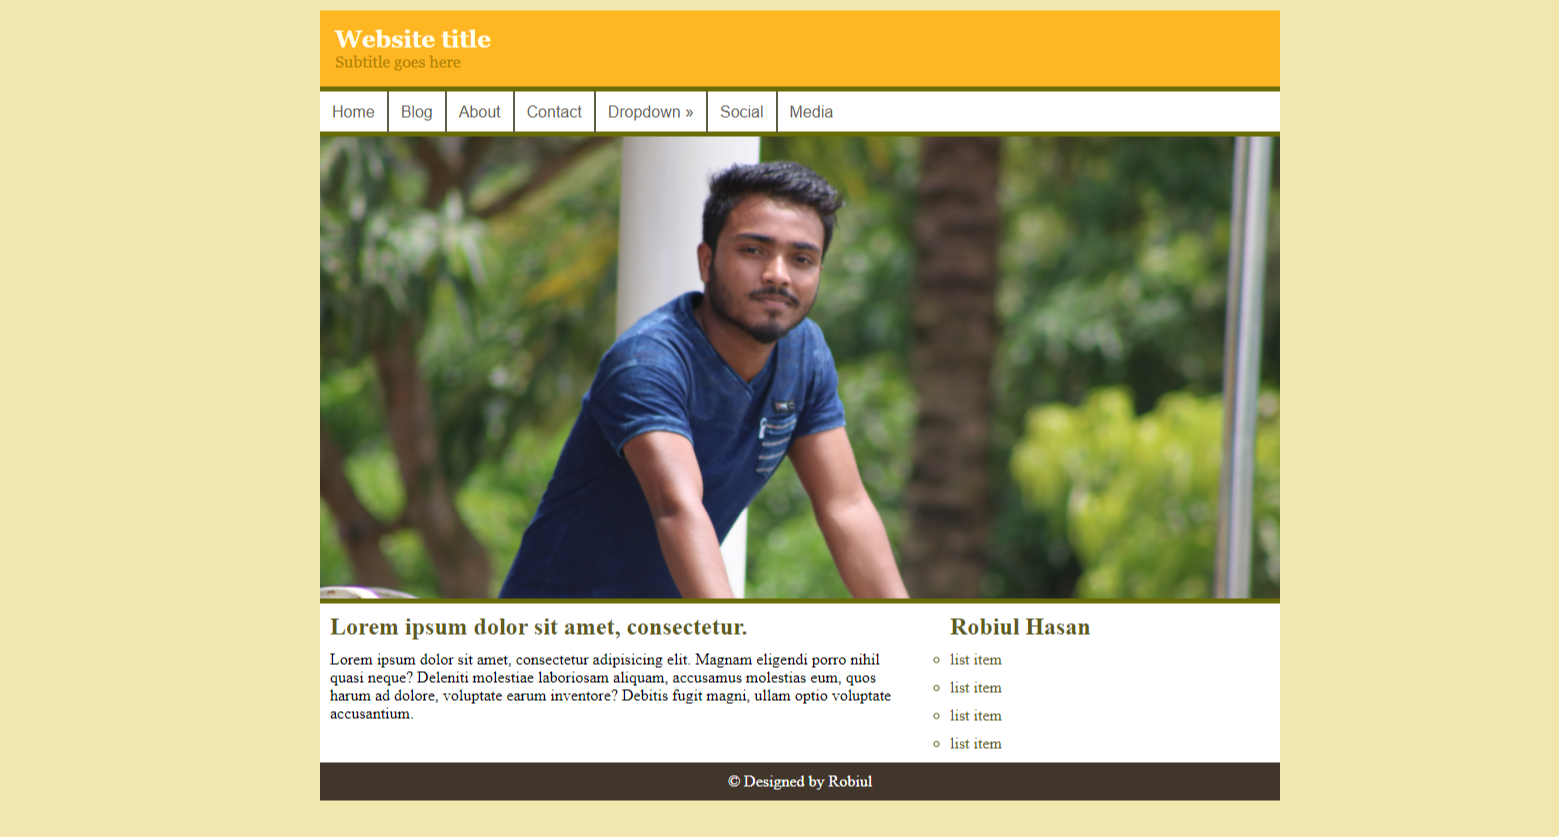 Website title
Subtitle goes here
Home Blog About Contact Dropdown » Social Media
Lorem ipsum dolor sit amet, consectetur.
Lorem ipsum dolor sit amet, consectetur adipisicing elit. Magnam eligendi porro nihil
quasi neque? Deleniti molestiae laboriosam aliquam, accusamus molestias eum, quos
harum ad dolore, voluptate earum inventore? Debitis fugit magni, ullam optio voluptate
accusantium.
Robiul Hasan
list item
list item
list item
list item
© Designed by Robiul